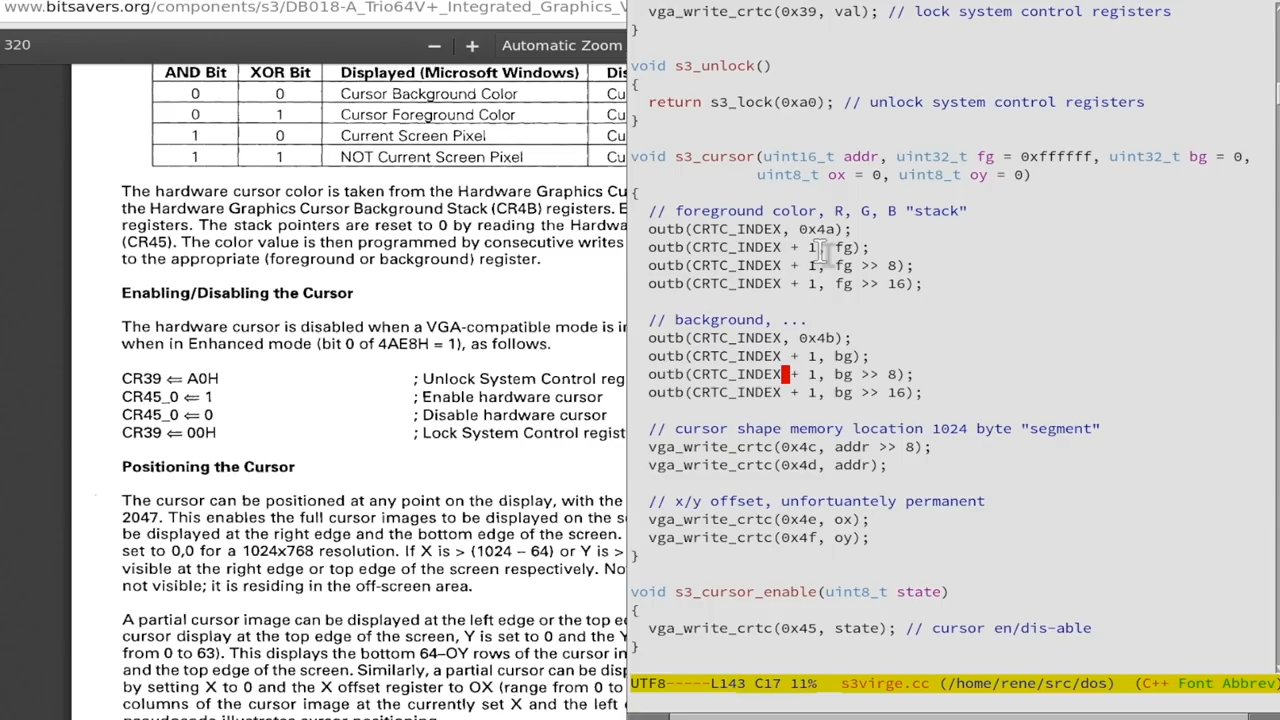 www.bitsavers.org/components/s3/DB018-A_Trio64V+_Integrated_Graphics_V
320
Automatic Zoom
AND Bit XOR Bit Displayed (Microsoft Windows) Di
0 0 Cursor Background Color Cu
0 1 Cursor Foreground Color Cu
1 0 Current Screen Pixel Cu
1 1 NOT Current Screen Pixel Cu
The hardware cursor color is taken from the Hardware Graphics Cu
the Hardware Graphics Cursor Background Stack (CR4B) registers. E
registers. The stack pointers are reset to 0 by reading the Hardwa
(CR45). The color value is then programmed by consecutive writes
to the appropriate (foreground or background) register.
Enabling/Disabling the Cursor
The hardware cursor is disabled when a VGA-compatible mode is in
when in Enhanced mode (bit 0 of 4AE8H = 1), as follows.
CR39 ⇐ A0H ; Unlock System Control reg
CR45_0 ⇐ 1 ; Enable hardware cursor
CR45_0 ⇐ 0 ; Disable hardware cursor
CR39 ⇐ 00H ; Lock System Control regist
Positioning the Cursor
The cursor can be positioned at any point on the display, with the
2047. This enables the full cursor images to be displayed on the s
be displayed at the right edge and the bottom edge of the screen.
set to 0,0 for a 1024x768 resolution. If X is > (1024 – 64) or Y is >
visible at the right edge or top edge of the screen respectively. No
not visible; it is residing in the off-screen area.
A partial cursor image can be displayed at the left edge or the top e
cursor display at the top edge of the screen, Y is set to 0 and the Y
from 0 to 63). This displays the bottom 64–OY rows of the cursor in
and the top edge of the screen. Similarly, a partial cursor can be disp
by setting X to 0 and the X offset register to OX (range from 0 to
columns of the cursor image at the currently set X and the left
pseudocode illustrates cursor positioning.
vga_write_crtc(0x39, val); // lock system control registers
}
void s3_unlock()
{
return s3_lock(0xa0); // unlock system control registers
}
void s3_cursor(uint16_t addr, uint32_t fg = 0xffffff, uint32_t bg = 0,
uint8_t ox = 0, uint8_t oy = 0)
{
// foreground color, R, G, B "stack"
outb(CRTC_INDEX, 0x4a);
outb(CRTC_INDEX + 1, fg);
outb(CRTC_INDEX + 1, fg >> 8);
outb(CRTC_INDEX + 1, fg >> 16);
// background, ...
outb(CRTC_INDEX, 0x4b);
outb(CRTC_INDEX + 1, bg);
outb(CRTC_INDEX + 1, bg >> 8);
outb(CRTC_INDEX + 1, bg >> 16);
// cursor shape memory location 1024 byte "segment"
vga_write_crtc(0x4c, addr >> 8);
vga_write_crtc(0x4d, addr);
// x/y offset, unfortuantely permanent
vga_write_crtc(0x4e, ox);
vga_write_crtc(0x4f, oy);
}
void s3_cursor_enable(uint8_t state)
{
vga_write_crtc(0x45, state); // cursor en/dis-able
}
UTF8-----L143 C17 11% s3virge.cc (/home/rene/src/dos) (C++ Font Abbrev)